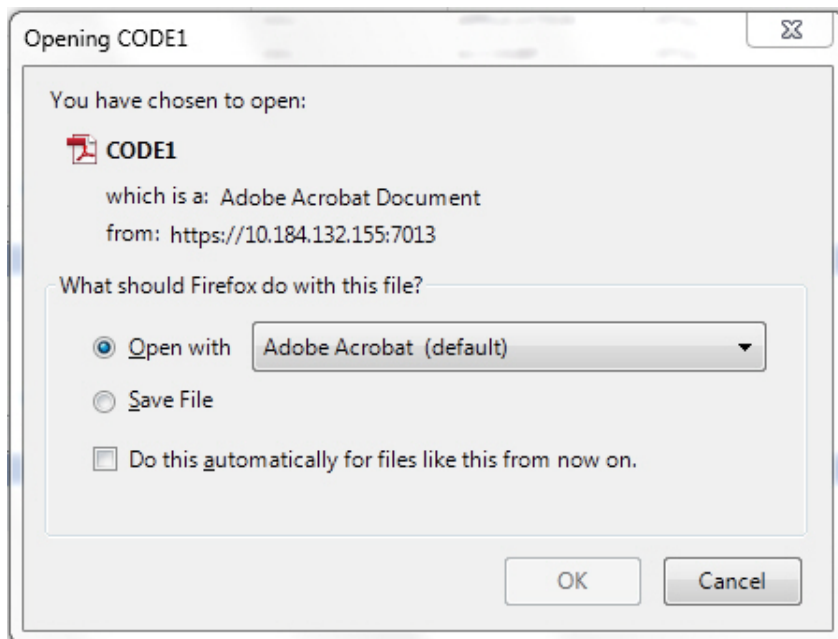 Opening CODE1
You have chosen to open:
CODE1
which is a: Adobe Acrobat Document
from: https://10.184.132.155:7013
What should Firefox do with this file?
Open with Adobe Acrobat (default)
Save File
Do this automatically for files like this from now on.
OK Cancel